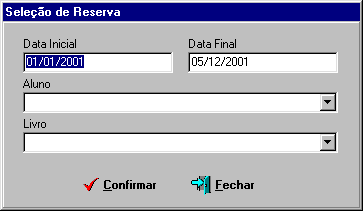 Seleção de Reserva
Data Inicial Data Final
01/01/2001 05/12/2001
Aluno
Livro
Confirmar Fechar